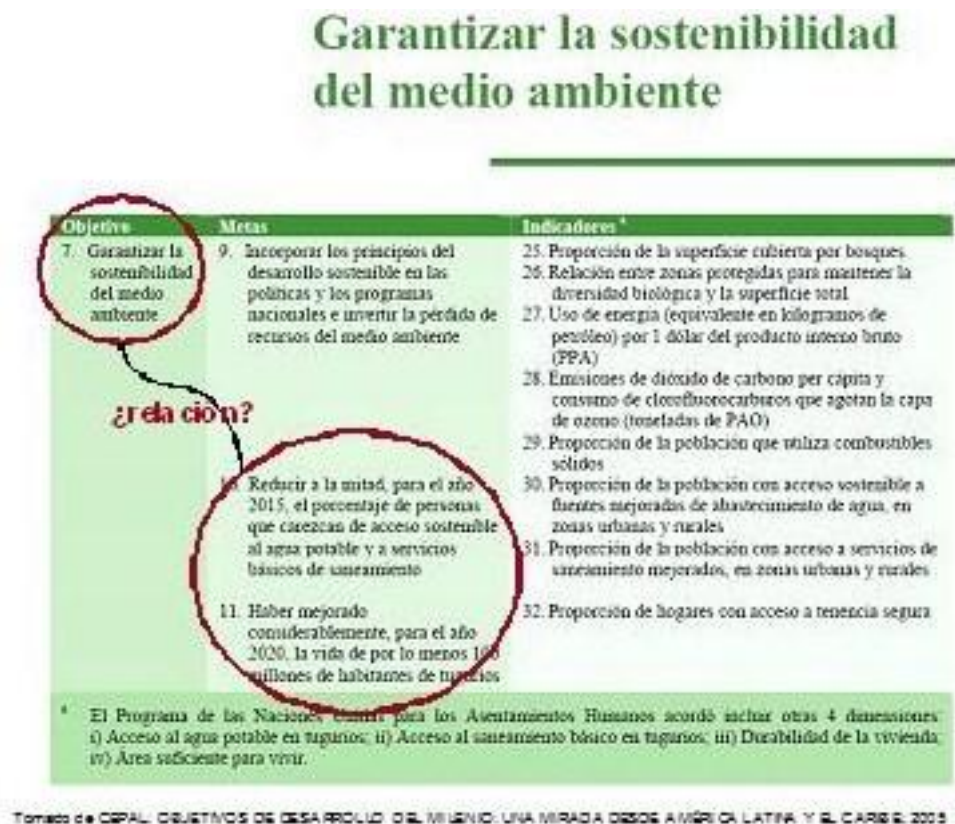 Garantizar la sostenibilidad
del medio ambiente
Objetivo Metas Indicadores *
7. Garantizar la
sostenibilidad
del medio
ambiente
9. Incorporar los principios del
desarrollo sostenible en las
políticas y los programas
nacionales e invertir la pérdida de
recursos del medio ambiente
25. Proporción de la superficie cubierta por bosques
26. Relación entre zonas protegidas para mantener la
diversidad biológica y la superficie total
27. Uso de energía (equivalente en kilogramos de
petróleo) por 1 dólar del producto interno bruto
(PPA)
28. Emisiones de dióxido de carbono per cápita y
consumo de clorofluorocarburos que agotan la capa
de ozono (toneladas de PAO)
29. Proporción de la población que utiliza combustibles
sólidos
¿relación?
Reducir a la mitad, para el año
2015, el porcentaje de personas
que carezcan de acceso sostenible
al agua potable y a servicios
básicos de saneamiento
30. Proporción de la población con acceso sostenible a
fuentes mejoradas de abastecimiento de agua, en
zonas urbanas y rurales
31. Proporción de la población con acceso a servicios de
saneamiento mejorados, en zonas urbanas y rurales
11. Haber mejorado
considerablemente, para el año
2020, la vida de por lo menos
millones de habitantes de tugurios
32. Proporción de hogares con acceso a tenencia segura
* El Programa de las Naciones Unidas para los Asentamientos Humanos acordó incluir otras 4 dimensiones:
i) Acceso al agua potable en tugurios; ii) Acceso al saneamiento básico en tugurios; iii) Durabilidad de la vivienda;
iv) Área suficiente para vivir.
Tomado de CEPAL: OBJETIVOS DE DESARROLLO DEL MILENIO: UNA MIRADA DESDE AMÉRICA LATINA Y EL CARIBE, 2005